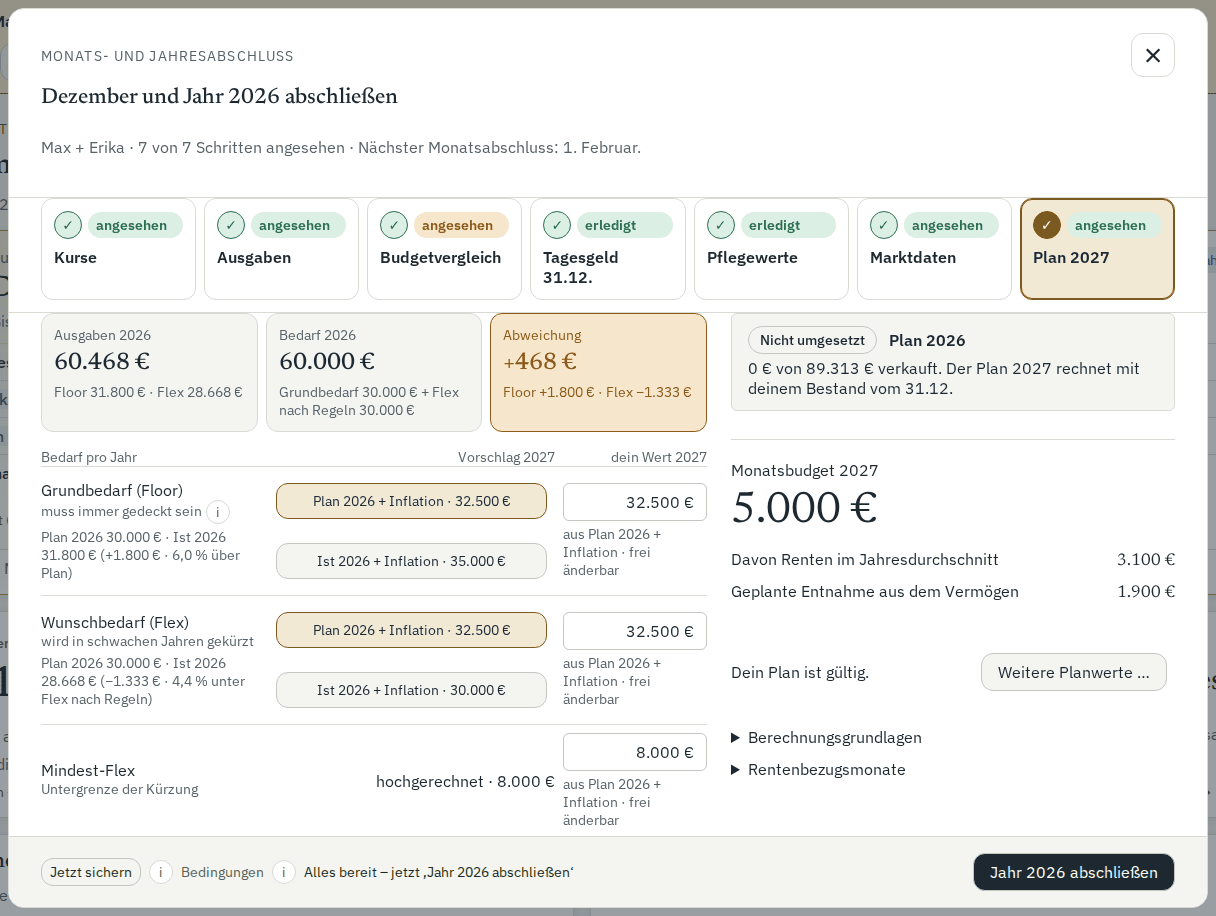 MONATS- UND JAHRESABSCHLUSS
Dezember und Jahr 2026 abschließen
Max + Erika · 7 von 7 Schritten angesehen · Nächster Monatsabschluss: 1. Februar.
✓ angesehen
Kurse
✓ angesehen
Ausgaben
✓ angesehen
Budgetvergleich
✓ erledigt
Tagesgeld
31.12.
✓ erledigt
Pflegewerte
✓ angesehen
Marktdaten
✓ angesehen
Plan 2027
Ausgaben 2026
60.468 €
Floor 31.800 € · Flex 28.668 €
Bedarf 2026
60.000 €
Grundbedarf 30.000 € + Flex
nach Regeln 30.000 €
Abweichung
+468 €
Floor +1.800 € · Flex −1.333 €
Bedarf pro Jahr
Vorschlag 2027
dein Wert 2027
Grundbedarf (Floor)
muss immer gedeckt sein i
Plan 2026 30.000 € · Ist 2026
31.800 € (+1.800 € · 6,0 % über
Plan)
Plan 2026 + Inflation · 32.500 €
Ist 2026 + Inflation · 35.000 €
32.500 €
aus Plan 2026 +
Inflation · frei
änderbar
Wunschbedarf (Flex)
wird in schwachen Jahren gekürzt
Plan 2026 30.000 € · Ist 2026
28.668 € (−1.333 € · 4,4 % unter
Flex nach Regeln)
Plan 2026 + Inflation · 32.500 €
Ist 2026 + Inflation · 30.000 €
32.500 €
aus Plan 2026 +
Inflation · frei
änderbar
Mindest-Flex
Untergrenze der Kürzung
hochgerechnet · 8.000 €
8.000 €
aus Plan 2026 +
Inflation · frei
änderbar
Nicht umgesetzt Plan 2026
0 € von 89.313 € verkauft. Der Plan 2027 rechnet mit
deinem Bestand vom 31.12.
Monatsbudget 2027
5.000 €
Davon Renten im Jahresdurchschnitt 3.100 €
Geplante Entnahme aus dem Vermögen 1.900 €
Dein Plan ist gültig.
Weitere Planwerte …
Berechnungsgrundlagen
Rentenbezugsmonate
Jetzt sichern i Bedingungen i Alles bereit – jetzt ‚Jahr 2026 abschließen‘
Jahr 2026 abschließen